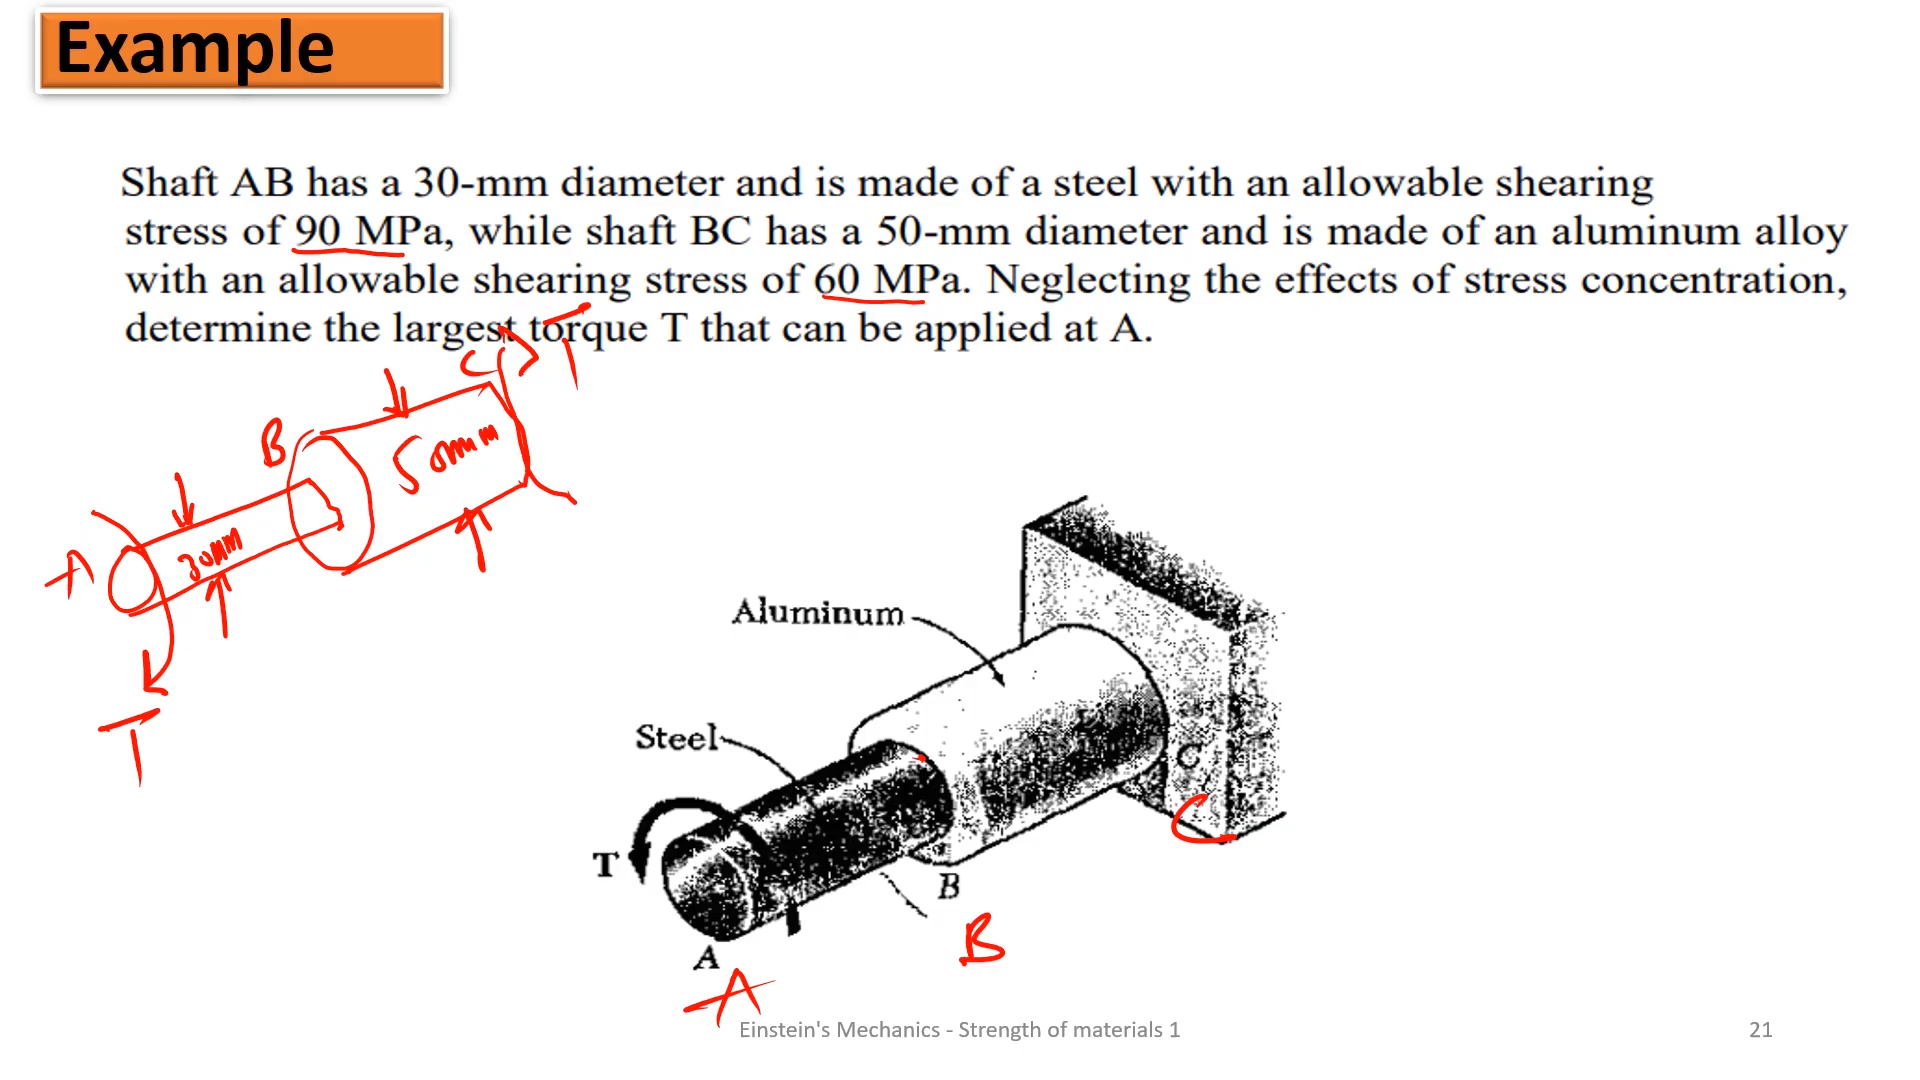 Example
Shaft AB has a 30-mm diameter and is made of a steel with an allowable shearing
stress of 90 MPa, while shaft BC has a 50-mm diameter and is made of an aluminum alloy
with an allowable shearing stress of 60 MPa. Neglecting the effects of stress concentration,
determine the largest torque T that can be applied at A.
C T
B
50mm
30mm
A
T
Aluminum
Steel
C
C
T
B
B
A
A
Einstein's Mechanics - Strength of materials 1
21